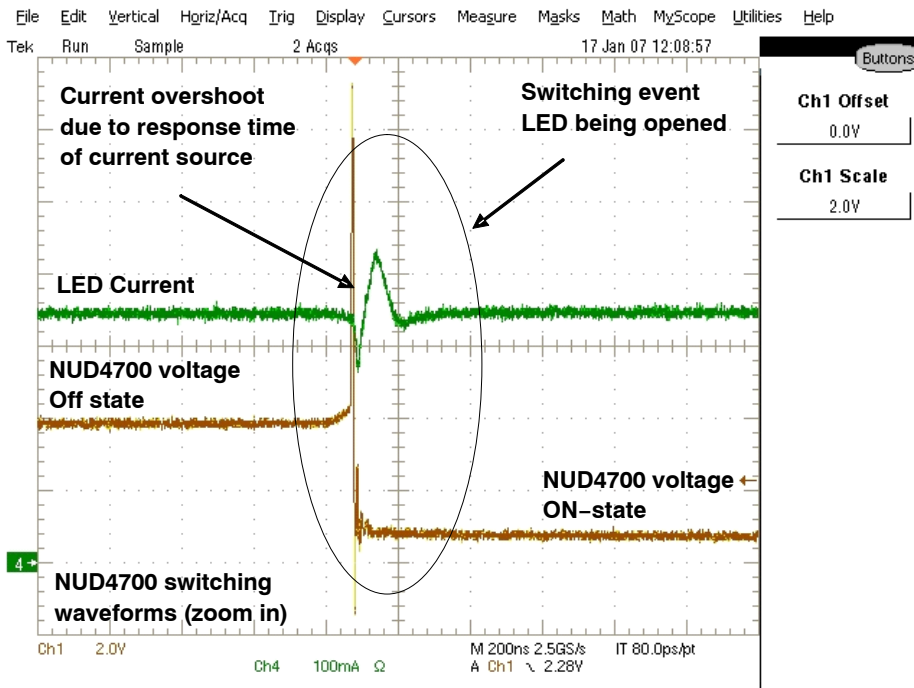 File Edit Vertical Horiz/Acq Trig Display Cursors Measure Masks Math MyScope Utilities Help
Tek Run Sample 2 Acqs 17 Jan 07 12:08:57
Buttons
Current overshoot
due to response time
of current source
Switching event
LED being opened
Ch1 Offset
0.0V
Ch1 Scale
2.0V
LED Current
NUD4700 voltage
Off state
NUD4700 voltage
ON−state
4
NUD4700 switching
waveforms (zoom in)
Ch1 2.0V M 200ns 2.5GS/s IT 80.0ps/pt
Ch4 100mA Ω A Ch1 2.28V